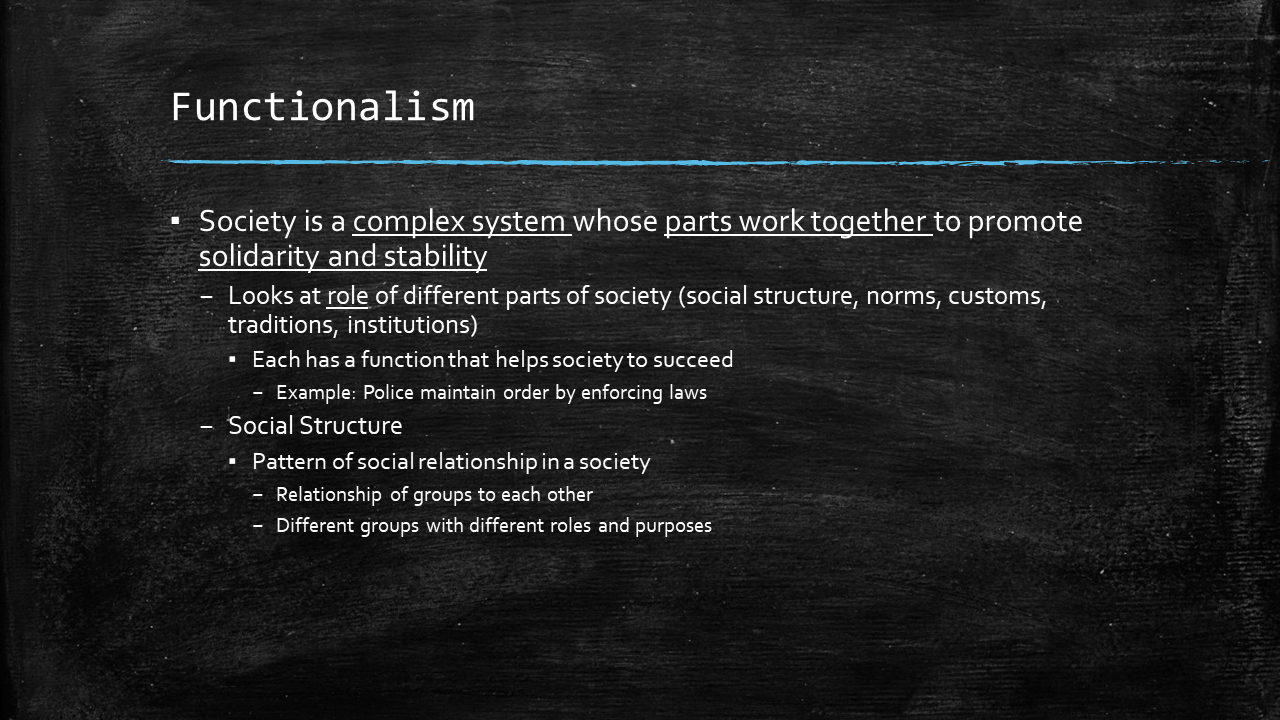 Functionalism
▪ Society is a complex system whose parts work together to promote
solidarity and stability
– Looks at role of different parts of society (social structure, norms, customs,
traditions, institutions)
▪ Each has a function that helps society to succeed
– Example: Police maintain order by enforcing laws
– Social Structure
▪ Pattern of social relationship in a society
– Relationship of groups to each other
– Different groups with different roles and purposes